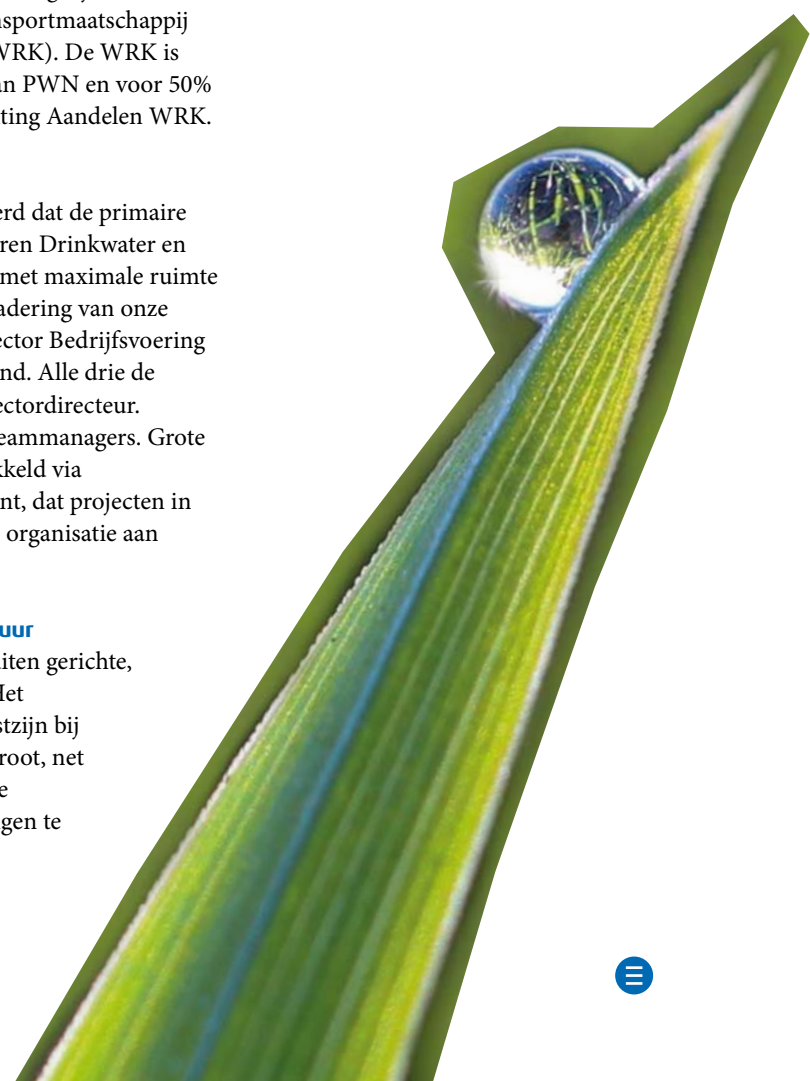 nsportmaatschappij
WRK). De WRK is
an PWN en voor 50%
ting Aandelen WRK.
erd dat de primaire
ren Drinkwater en
met maximale ruimte
adering van onze
ector Bedrijfsvoering
nd. Alle drie de
ectordirecteur.
eammanagers. Grote
kkeld via
nt, dat projecten in
organisatie aan
uur
iten gerichte,
Het
stzijn bij
root, net
e
gen te